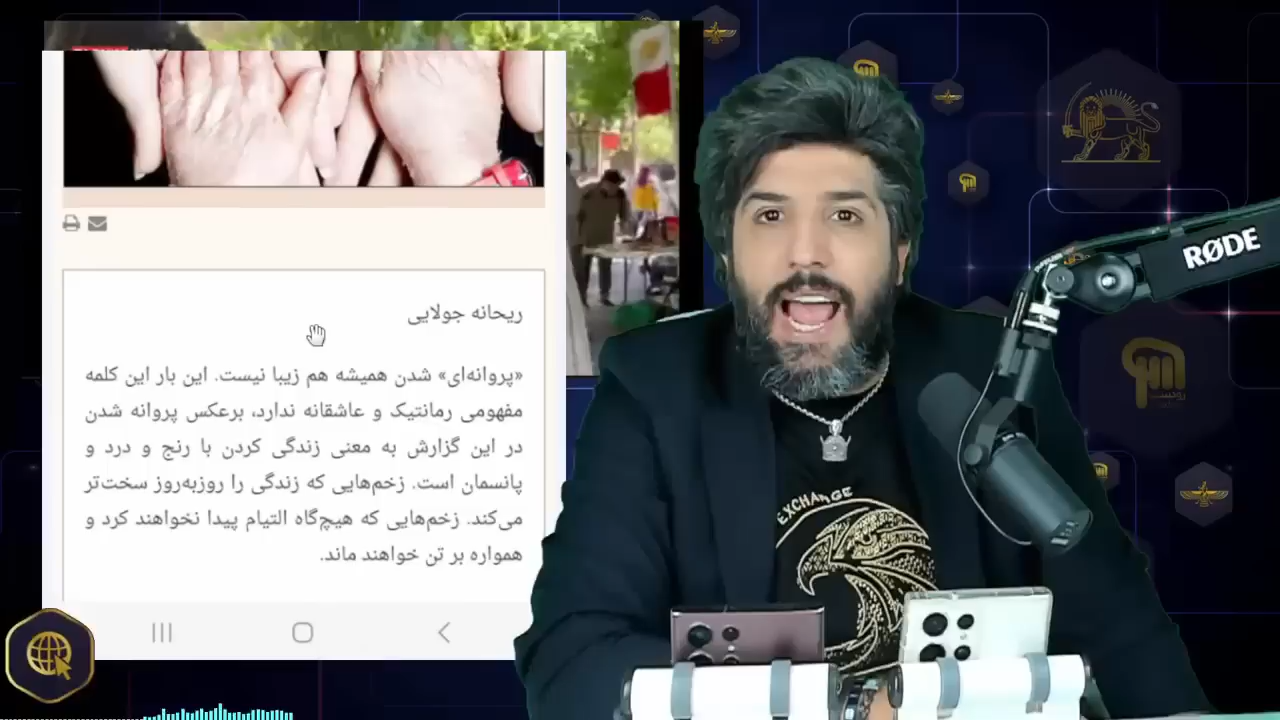 ریحانه جولایی
«پروانه‌ای» شدن همیشه هم زیبا نیست. این بار این کلمه
مفهومی رمانتیک و عاشقانه ندارد، برعکس پروانه شدن
در این گزارش به معنی زندگی کردن با رنج و درد و
پانسمان است. زخم‌هایی که زندگی را روزبه‌روز سخت‌تر
می‌کند. زخم‌هایی که هیچ‌گاه التیام پیدا نخواهند کرد و
همواره بر تن خواهند ماند.
EXCHANGE
RØDE